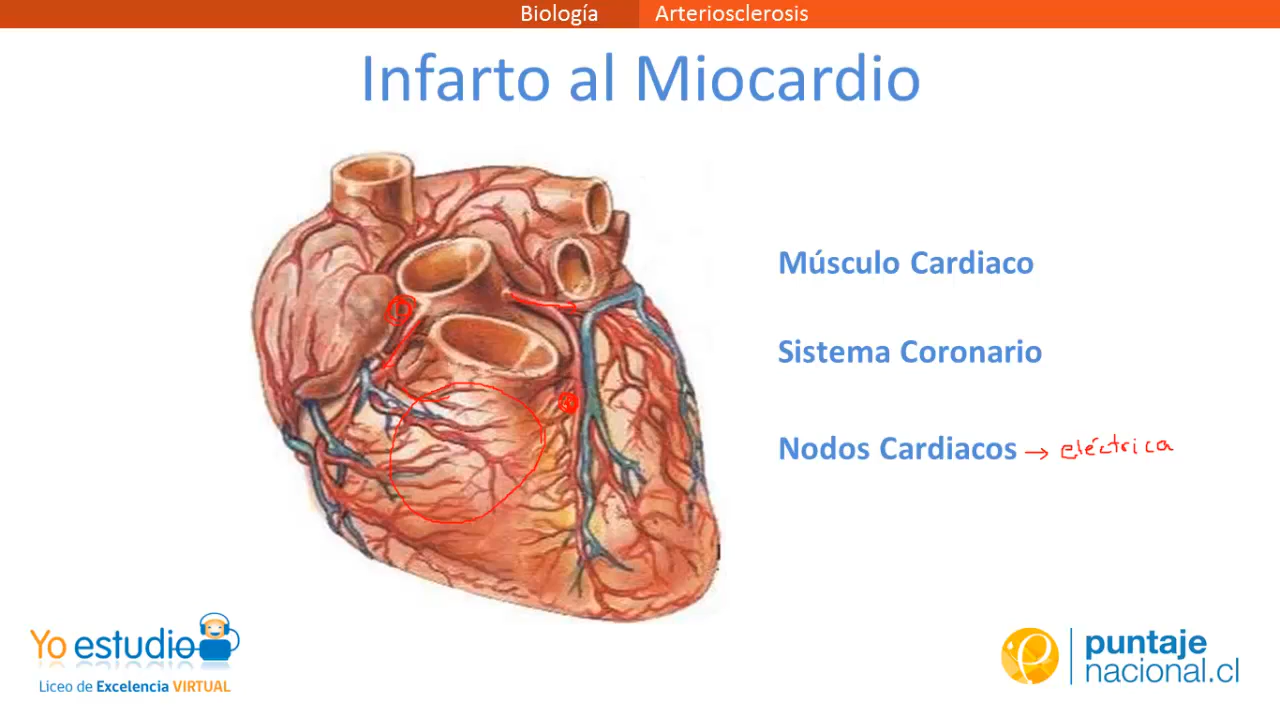 Biología Arteriosclerosis
Infarto al Miocardio
Músculo Cardiaco
Sistema Coronario
Nodos Cardiacos → eléctrica
Yo estudio
Liceo de Excelencia VIRTUAL
puntaje
nacional.cl